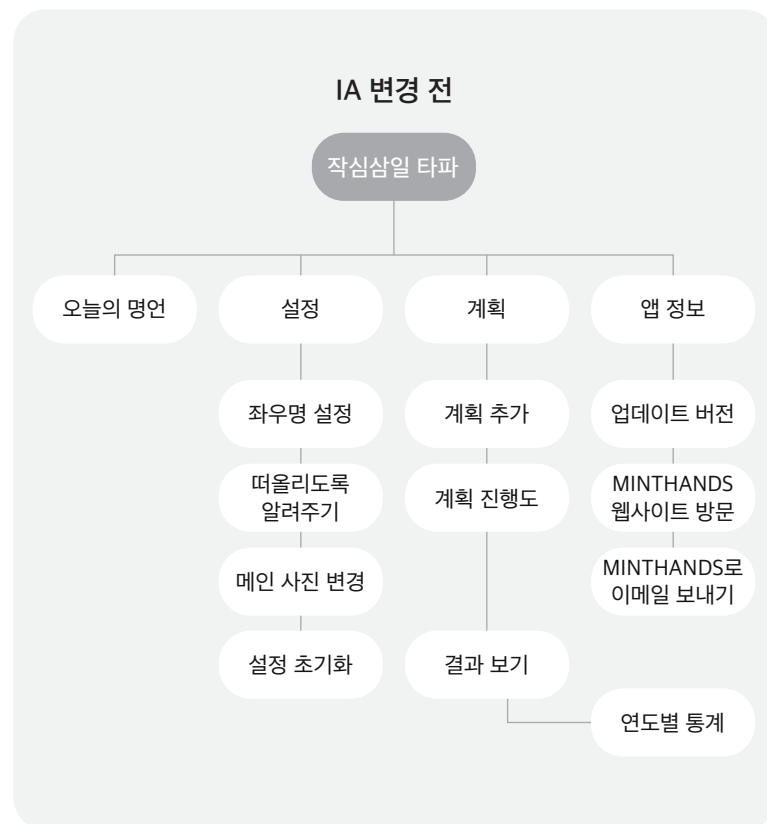 IA 변경 전
작심삼일 타파
오늘의 명언
설정
계획
앱 정보
좌우명 설정
계획 추가
업데이트 버전
떠올리도록
알려주기
계획 진행도
MINTHANDS
웹사이트 방문
메인 사진 변경
MINTHANDS로
이메일 보내기
설정 초기화
결과 보기
연도별 통계